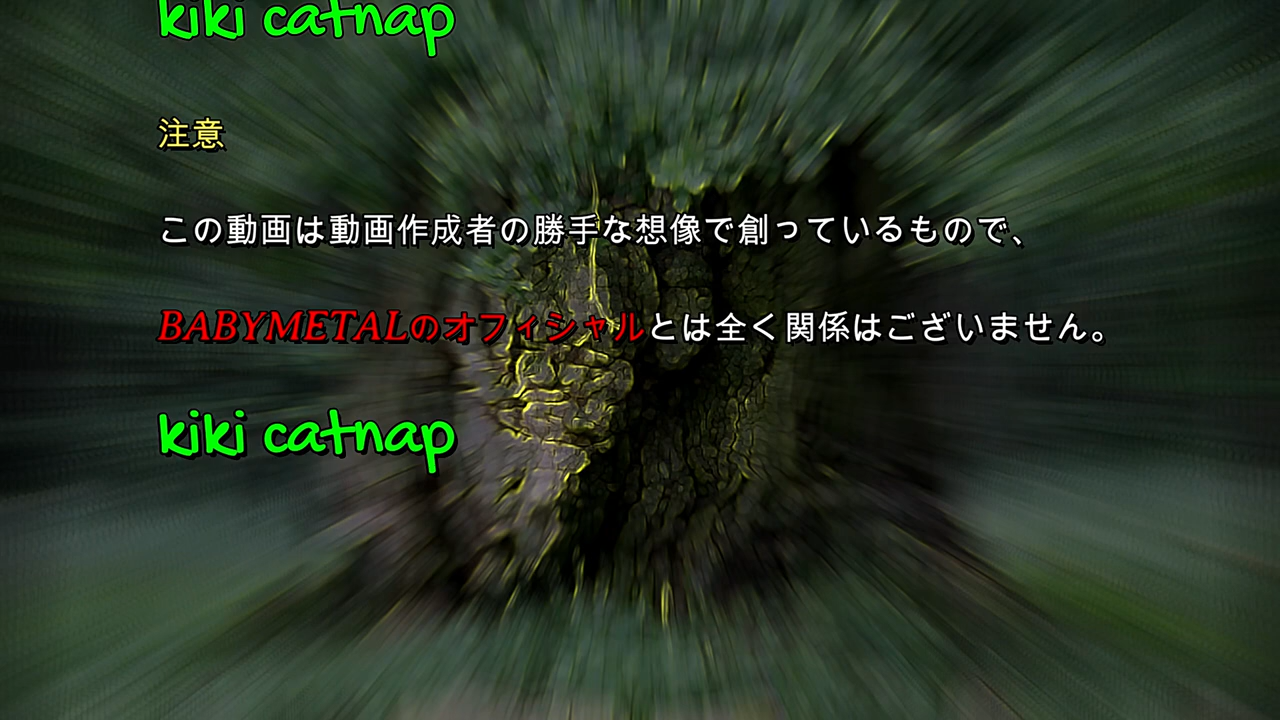 kiki catnap
注意
この動画は動画作成者の勝手な想像で創っているもので、
BABYMETALのオフィシャルとは全く関係はございません。
kiki catnap